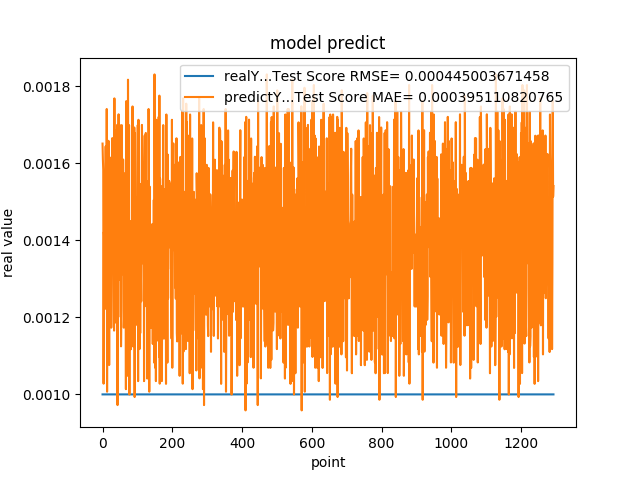 model predict
realY...Test Score RMSE= 0.000445003671458
predictY...Test Score MAE= 0.000395110820765
0.0018
0.0016
0.0014
0.0012
0.0010
real value
0 200 400 600 800 1000 1200
point